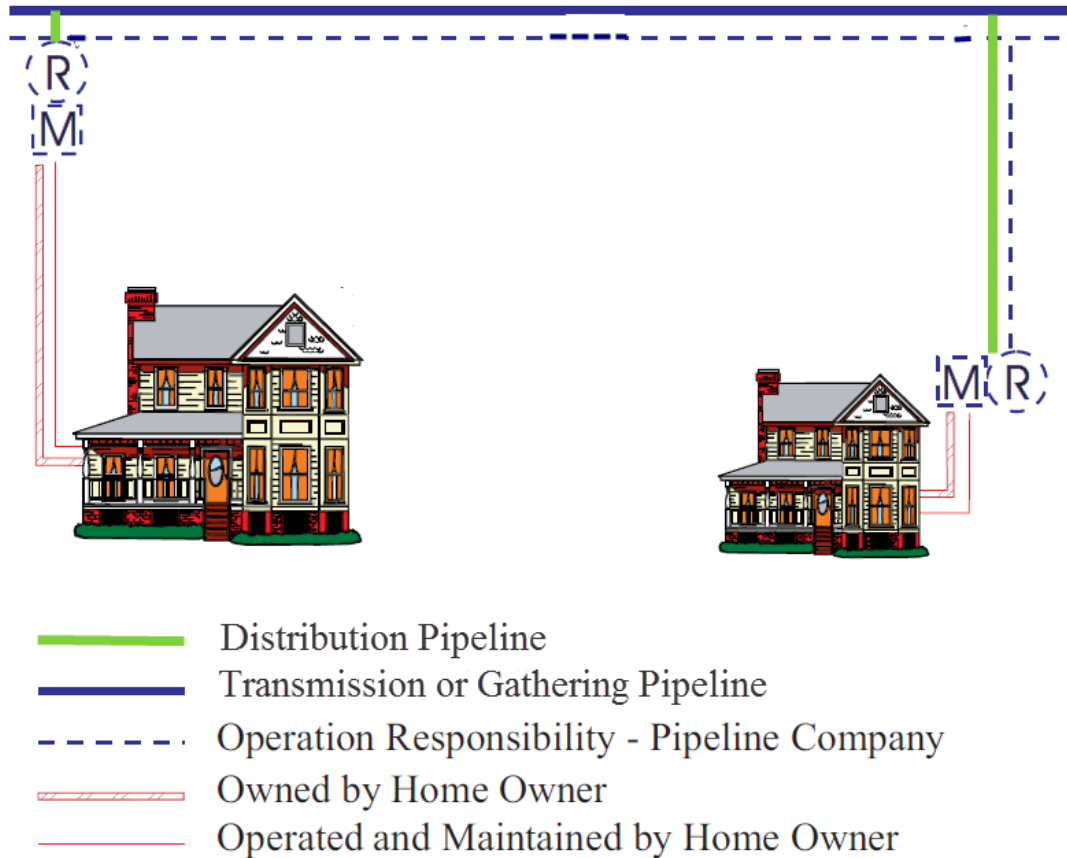 R
M
M R
Distribution Pipeline
Transmission or Gathering Pipeline
Operation Responsibility - Pipeline Company
Owned by Home Owner
Operated and Maintained by Home Owner